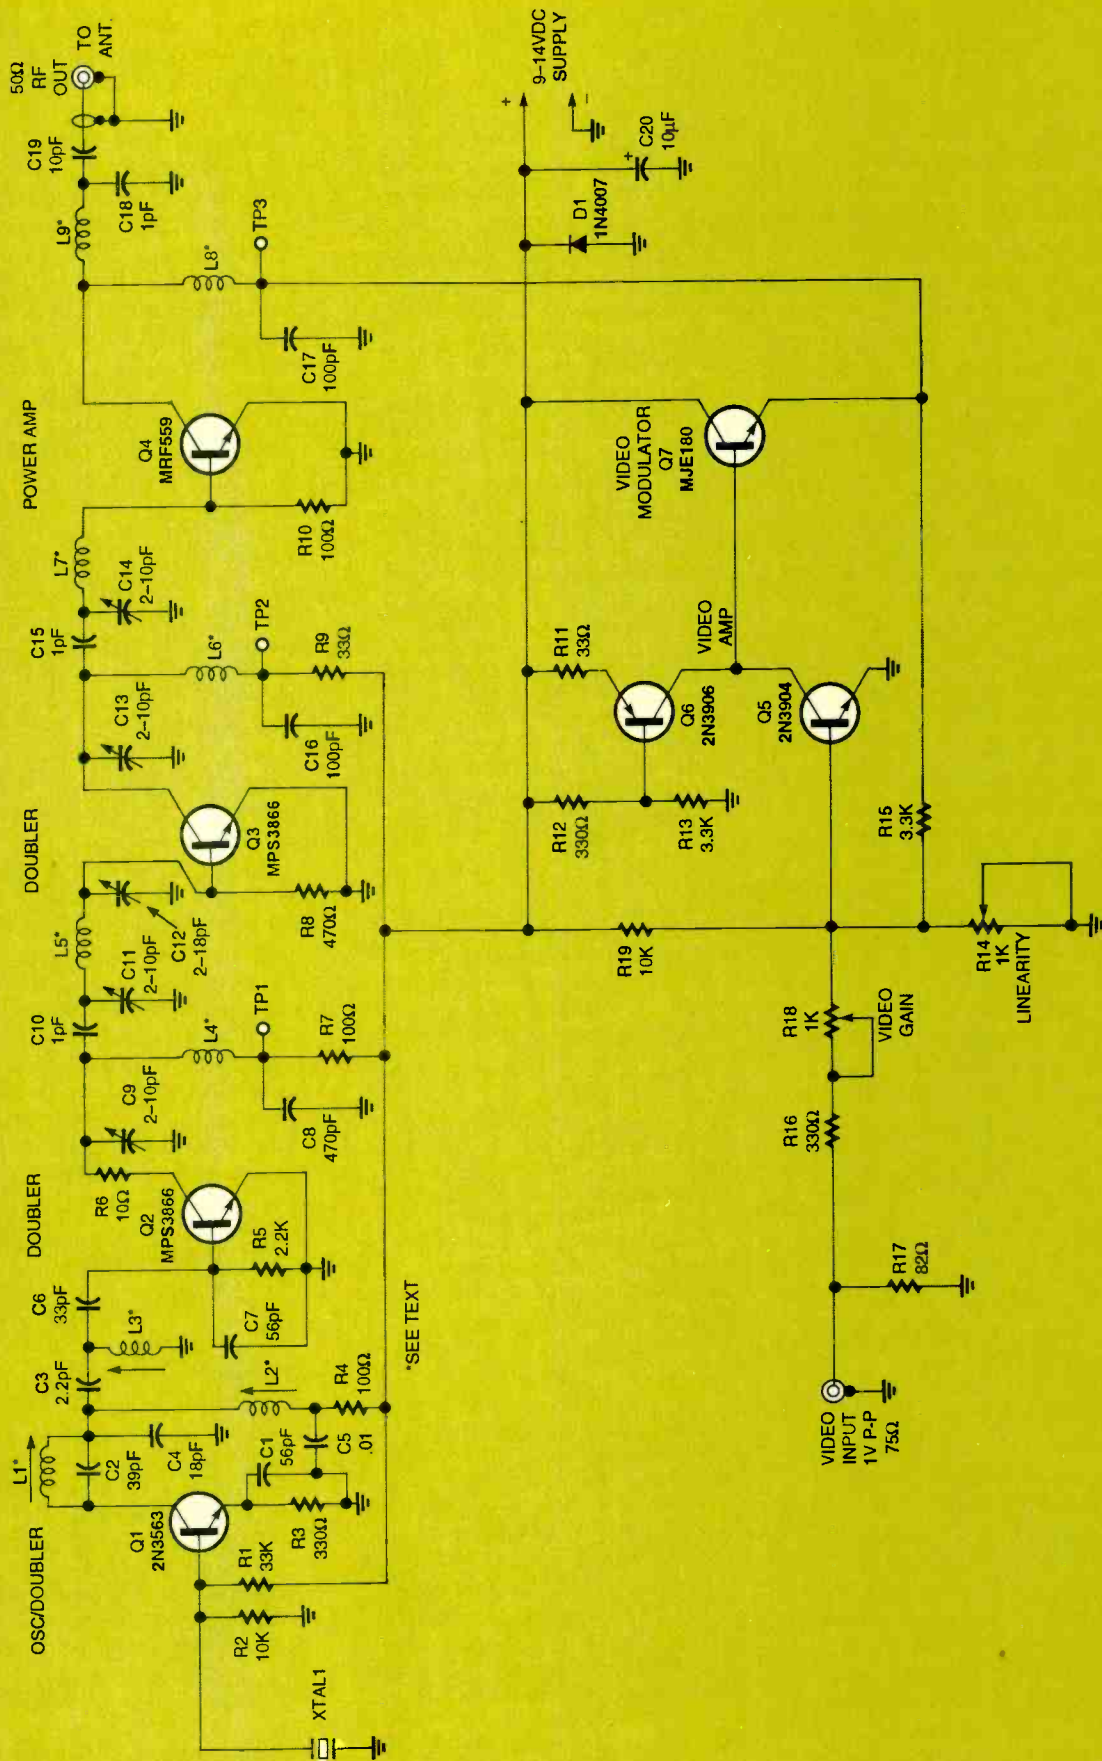 OSC/DOUBLER
L1*
C2
39pF
C4
18pF
Q1
2N3563
R1
33K
R2
10K
XTAL1
R3
330Ω
C1
56pF
C5
.01
R4
100Ω
L2*
C3
2.2pF
L3*
C6
33pF
C7
56pF
R5
2.2K
DOUBLER
Q2
MPS3866
R6
10Ω
C9
2–10pF
L4*
C8
470pF
TP1
R7
100Ω
C10
1pF
C11
2–10pF
L5*
C12
2–18pF
DOUBLER
Q3
MPS3866
R8
470Ω
C13
2–10pF
L6*
C16
100pF
TP2
R9
33Ω
C15
1pF
C14
2–10pF
L7*
POWER AMP
Q4
MRF559
R10
100Ω
C17
100pF
L8*
TP3
L9*
C18
1pF
C19
10pF
50Ω
RF
OUT
TO
ANT.
*SEE TEXT
VIDEO
INPUT
1V P-P
75Ω
R17
82Ω
R16
330Ω
R18
1K
VIDEO
GAIN
R19
10K
R14
1K
LINEARITY
R15
3.3K
R12
330Ω
R13
3.3K
R11
33Ω
Q6
2N3906
Q5
2N3904
VIDEO
AMP
VIDEO
MODULATOR
Q7
MJE180
D1
1N4007
+
C20
10µF
+
–
9–14VDC
SUPPLY